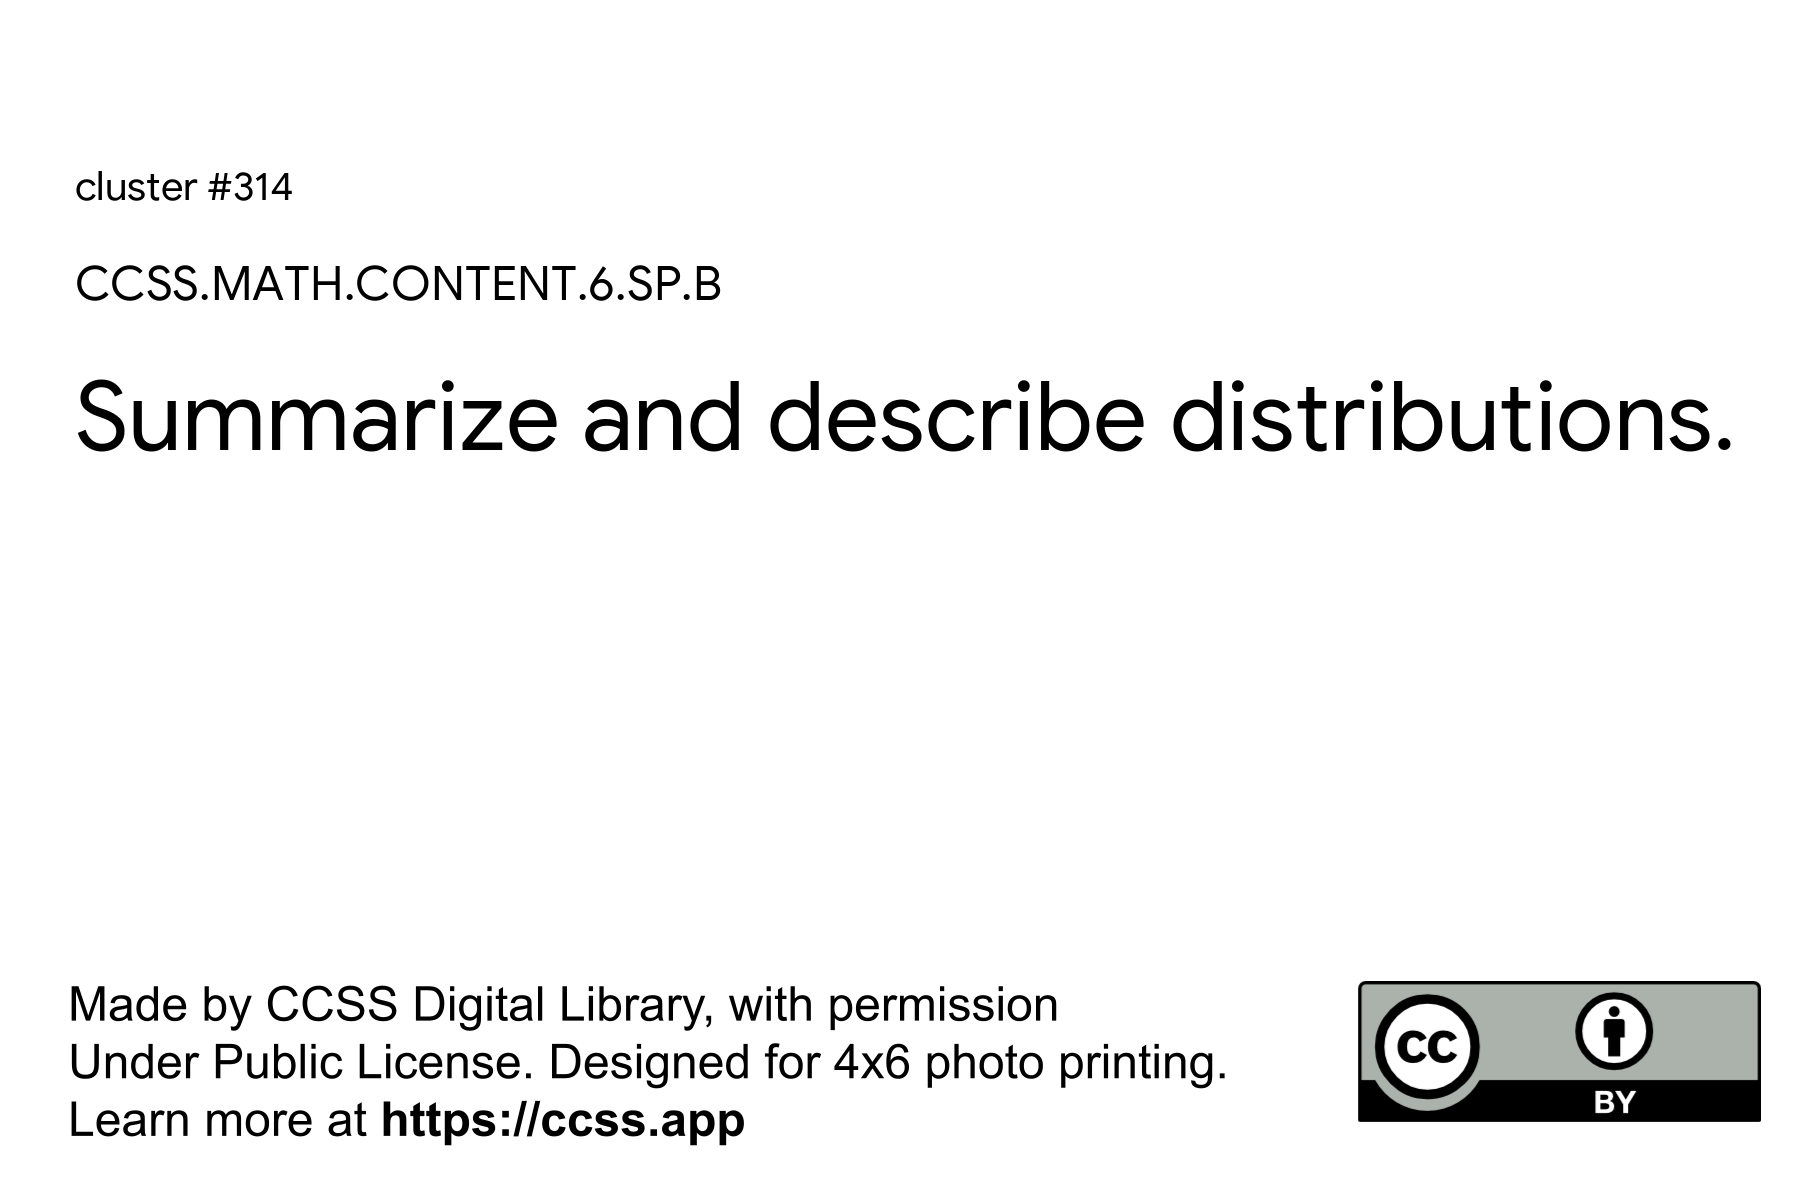 cluster #314
CCSS.MATH.CONTENT.6.SP.B
Summarize and describe distributions.
Made by CCSS Digital Library, with permission
Under Public License. Designed for 4x6 photo printing.
Learn more at https://ccss.app
cc
BY